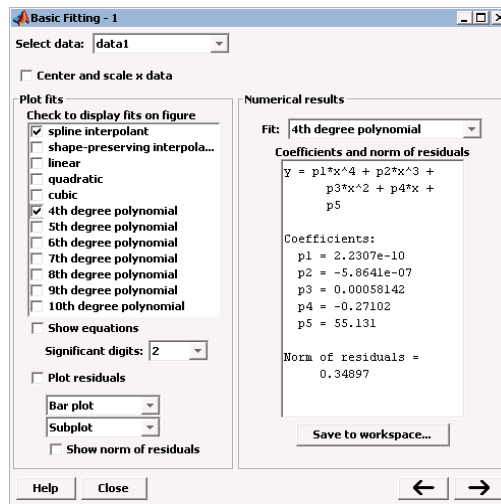 Basic Fitting - 1
Select data: data1
Center and scale x data
Plot fits
Check to display fits on figure
spline interpolant
shape-preserving interpola...
linear
quadratic
cubic
4th degree polynomial
5th degree polynomial
6th degree polynomial
7th degree polynomial
8th degree polynomial
9th degree polynomial
10th degree polynomial
Show equations
Significant digits: 2
Plot residuals
Bar plot
Subplot
Show norm of residuals
Numerical results
Fit: 4th degree polynomial
Coefficients and norm of residuals
y = p1*x^4 + p2*x^3 +
p3*x^2 + p4*x +
p5
Coefficients:
p1 = 2.2307e-10
p2 = -5.8641e-07
p3 = 0.00058142
p4 = -0.27102
p5 = 55.131
Norm of residuals =
0.34897
Save to workspace...
Help
Close